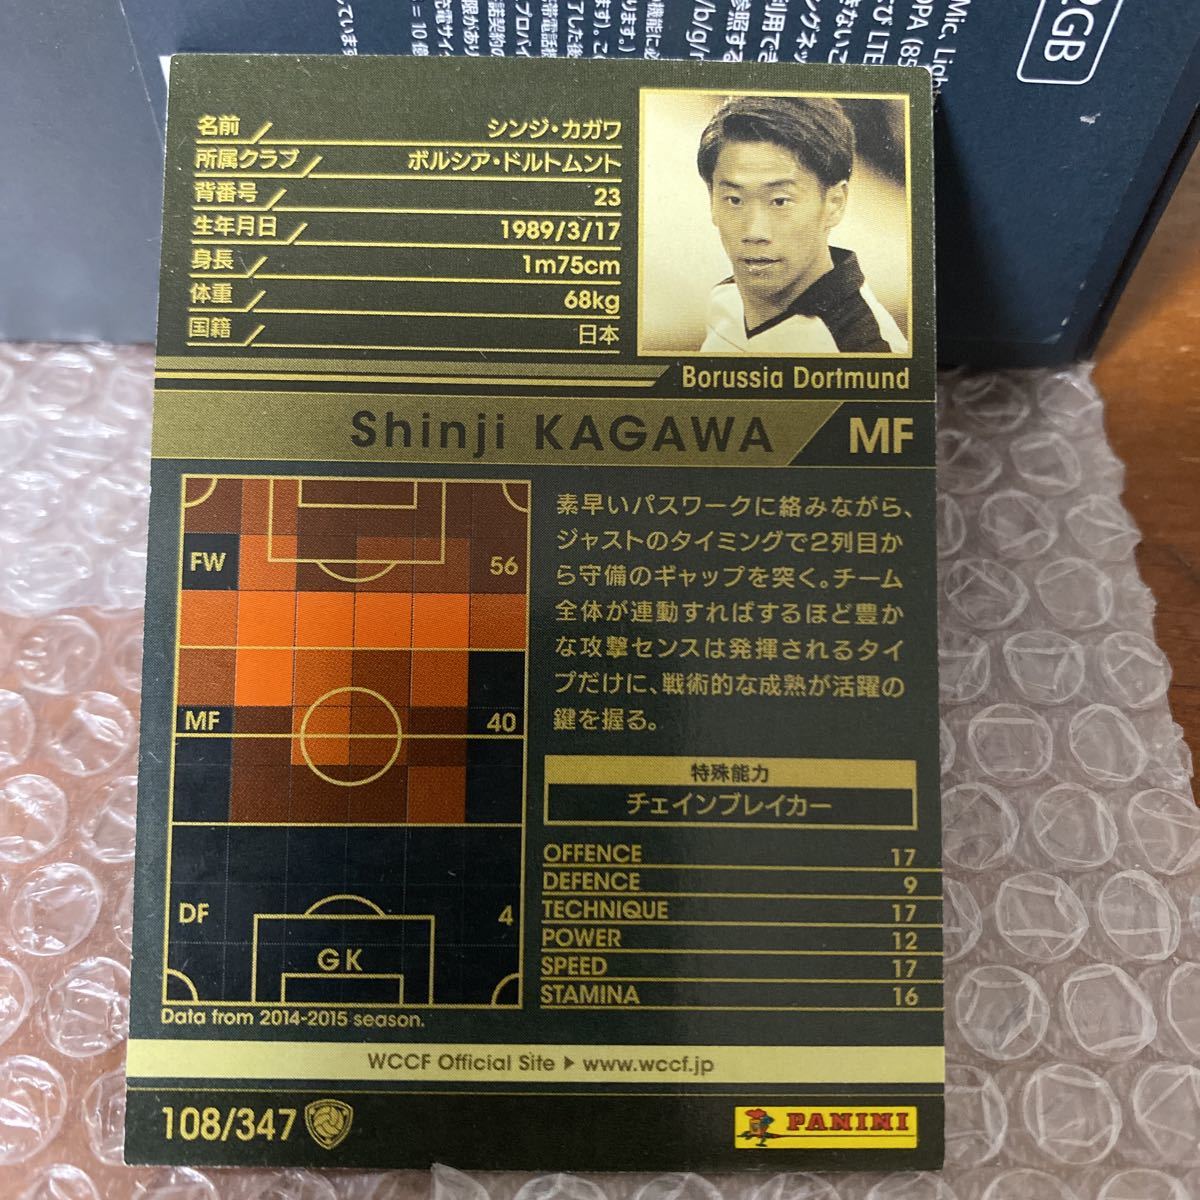 名前 シンジ・カガワ
所属クラブ ボルシア・ドルトムント
背番号 23
生年月日 1989/3/17
身長 1m75cm
体重 68kg
国籍 日本
Borussia Dortmund
Shinji KAGAWA MF
FW 56
MF 40
DF 4
GK
Data from 2014-2015 season.
素早いパスワークに絡みながら、
ジャストのタイミングで2列目か
ら守備のギャップを突く。チーム
全体が連動すればするほど豊か
な攻撃センスは発揮されるタイ
プだけに、戦術的な成熟が活躍の
鍵を握る。
特殊能力
チェインブレイカー
OFFENCE 17
DEFENCE 9
TECHNIQUE 17
POWER 12
SPEED 17
STAMINA 16
WCCF Official Site ▶ www.wccf.jp
108/347
PANINI